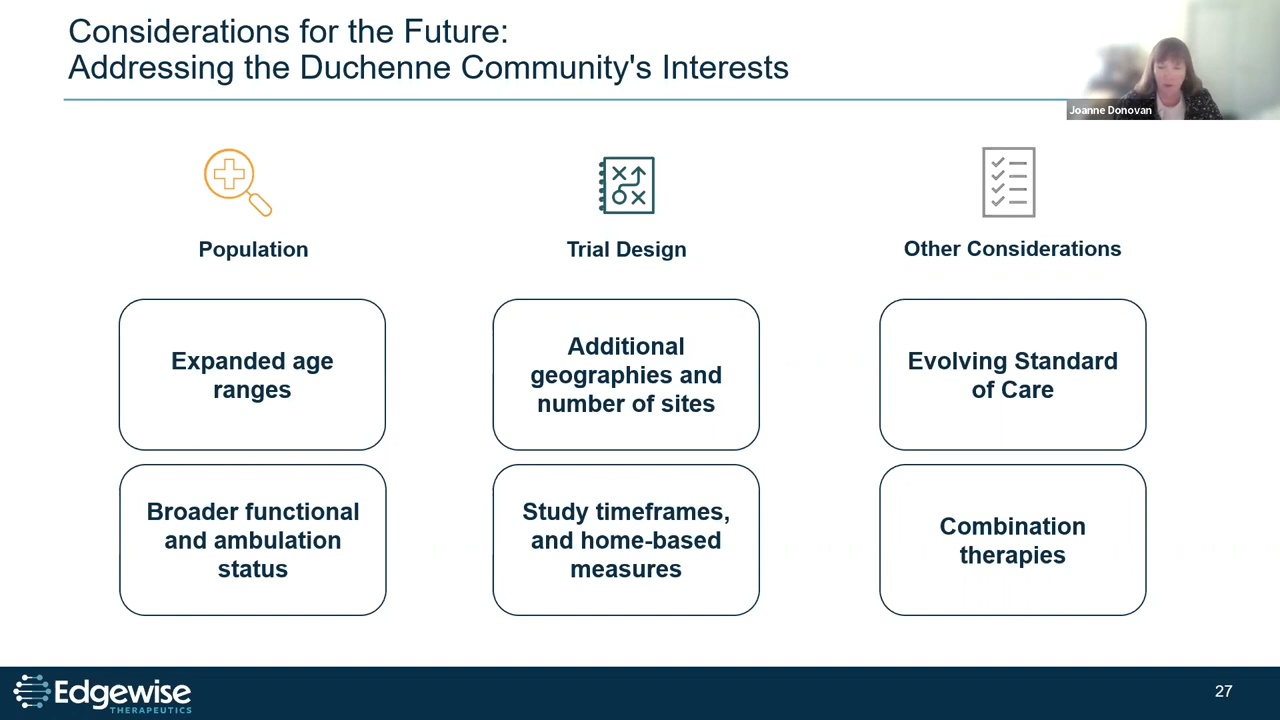 Considerations for the Future:
Addressing the Duchenne Community's Interests
Joanne Donovan
Population
Trial Design
Other Considerations
Expanded age
ranges
Additional
geographies and
number of sites
Evolving Standard
of Care
Broader functional
and ambulation
status
Study timeframes,
and home-based
measures
Combination
therapies
Edgewise
THERAPEUTICS
27